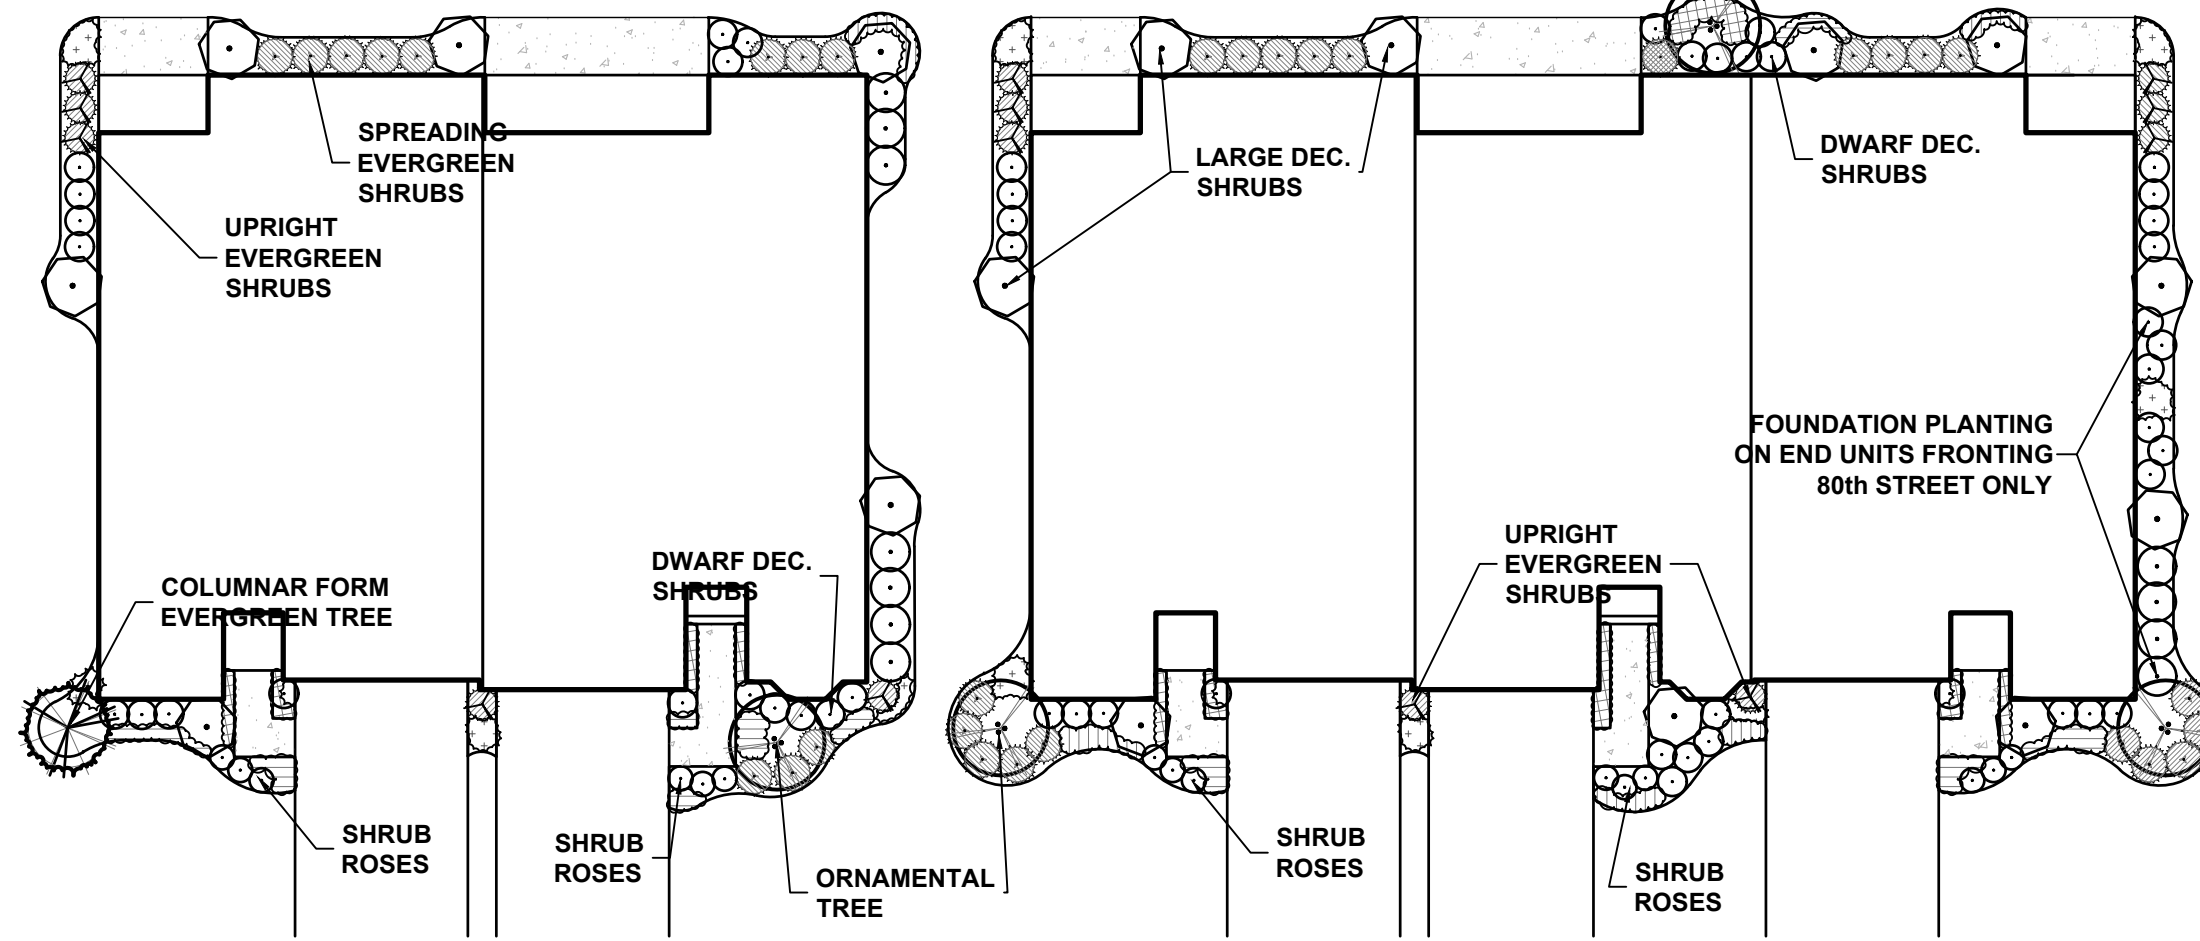 SPREADING
EVERGREEN
SHRUBS
UPRIGHT
EVERGREEN
SHRUBS
LARGE DEC.
SHRUBS
DWARF DEC.
SHRUBS
FOUNDATION PLANTING
ON END UNITS FRONTING
80th STREET ONLY
COLUMNAR FORM
EVERGREEN TREE
DWARF DEC.
SHRUBS
UPRIGHT
EVERGREEN
SHRUBS
SHRUB
ROSES
SHRUB
ROSES
ORNAMENTAL
TREE
SHRUB
ROSES
SHRUB
ROSES